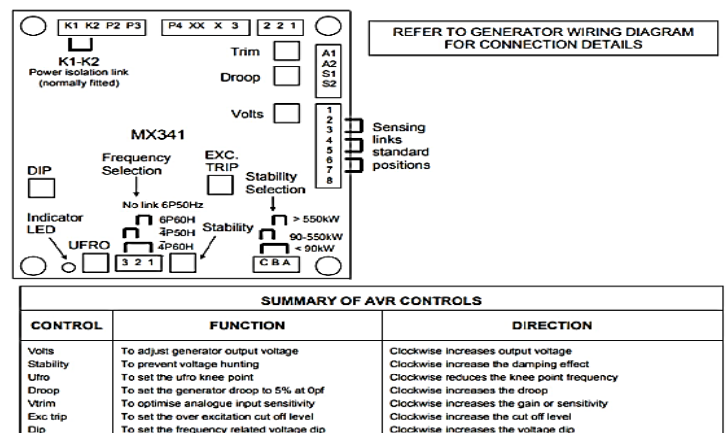 K1 K2 P2 P3 P4 XX X 3 2 2 1
K1-K2
Power isolation link
(normally fitted)
Trim
Droop
Volts
A1
A2
S1
S2
1
2
3
4
5
6
7
8
Sensing
links
standard
positions
REFER TO GENERATOR WIRING DIAGRAM
FOR CONNECTION DETAILS
MX341
Frequency
Selection
EXC.
TRIP
Stability
Selection
DIP
No link 6P50Hz
6P60H
4P50H
4P60H
Stability
> 550kW
90-550kW
< 90kW
Indicator
LED
UFRO
3 2 1
C B A
SUMMARY OF AVR CONTROLS
CONTROL FUNCTION DIRECTION
Volts To adjust generator output voltage Clockwise increases output voltage
Stability To prevent voltage hunting Clockwise increase the damping effect
Ufro To set the ufro knee point Clockwise reduces the knee point frequency
Droop To set the generator droop to 5% at 0pf Clockwise increases the droop
Vtrim To optimise analogue input sensitivity Clockwise increases the gain or sensitivity
Exc trip To set the over excitation cut off level Clockwise increase the cut off level
Dip To set the frequency related voltage dip Clockwise increases the voltage dip